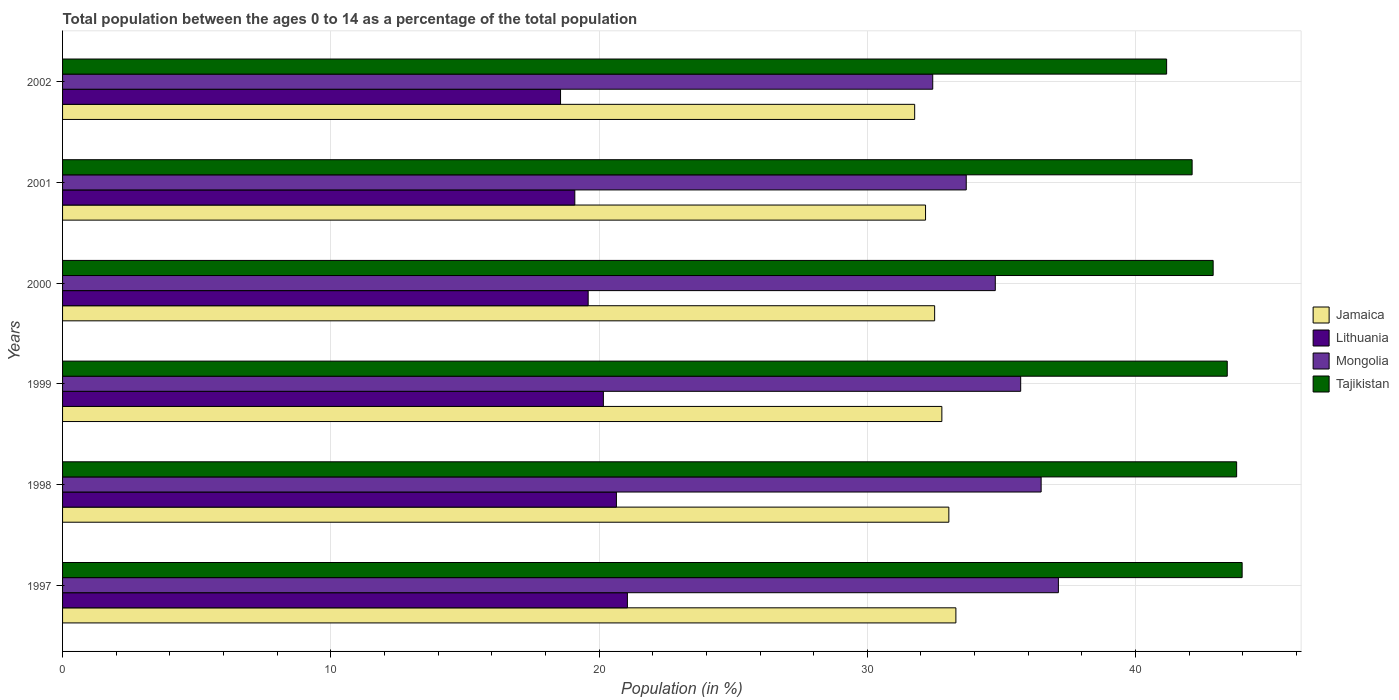 Total population between the ages 0 to 14 as a percentage of the total population
2002
2001
2000
1999
1998
1997
Years
0
10
20
30
40
Population (in %)
Jamaica
Lithuania
Mongolia
Tajikistan